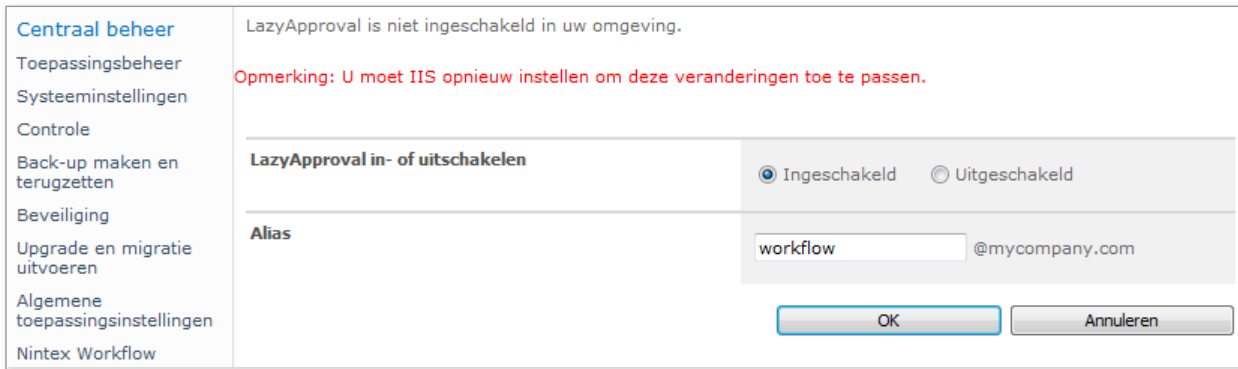 Centraal beheer
Toepassingsbeheer
Systeeminstellingen
Controle
Back-up maken en
terugzetten
Beveiliging
Upgrade en migratie
uitvoeren
Algemene
toepassingsinstellingen
Nintex Workflow
LazyApproval is niet ingeschakeld in uw omgeving.
Opmerking: U moet IIS opnieuw instellen om deze veranderingen toe te passen.
LazyApproval in- of uitschakelen
Ingeschakeld Uitgeschakeld
Alias
workflow @mycompany.com
OK Annuleren